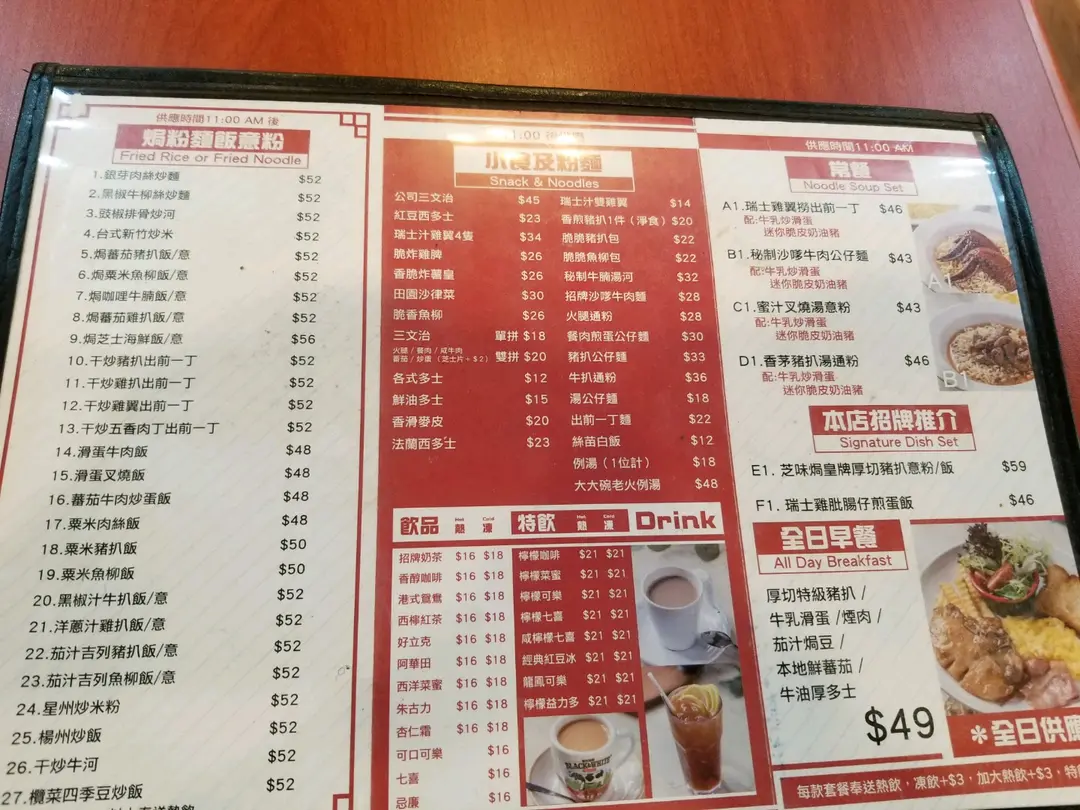 供應時間11:00 AM 後
焗粉麵飯意粉
Fried Rice or Fried Noodle
1.銀芽肉絲炒麵 $52
2.黑椒牛柳絲炒麵 $52
3.豉椒排骨炒河 $52
4.台式新竹炒米 $52
5.焗蕃茄豬扒飯/意 $52
6.焗粟米魚柳飯/意 $52
7.焗咖哩牛腩飯/意 $52
8.焗蕃茄雞扒飯/意 $52
9.焗芝士海鮮飯/意 $56
10.干炒豬扒出前一丁 $52
11.干炒雞扒出前一丁 $52
12.干炒雞翼出前一丁 $52
13.干炒五香肉丁出前一丁 $52
14.滑蛋牛肉飯 $48
15.滑蛋叉燒飯 $48
16.蕃茄牛肉炒蛋飯 $48
17.粟米肉絲飯 $48
18.粟米豬扒飯 $50
19.粟米魚柳飯 $50
20.黑椒汁牛扒飯/意 $52
21.洋蔥汁雞扒飯/意 $52
22.茄汁吉列豬扒飯/意 $52
23.茄汁吉列魚柳飯/意 $52
24.星州炒米粉 $52
25.楊州炒飯 $52
26.干炒牛河 $52
27.欖菜四季豆炒飯 $52
1:00 後供應
小食及粉麵
Snack & Noodles
公司三文治 $45
紅豆西多士 $23
瑞士汁雞翼4隻 $34
脆炸雞脾 $26
香脆炸薯皇 $26
田園沙律菜 $30
脆香魚柳 $26
三文治 單拼 $18
火腿 / 餐肉 / 咸牛肉
蕃茄 / 炒蛋 (芝士片+$2) 雙拼 $20
各式多士 $12
鮮油多士 $15
香滑麥皮 $20
法蘭西多士 $23
瑞士汁雙雞翼 $14
香煎豬扒1件 (淨食) $20
脆脆豬扒包 $22
脆脆魚柳包 $22
秘制牛腩湯河 $32
招牌沙嗲牛肉麵 $28
火腿通粉 $28
餐肉煎蛋公仔麵 $30
豬扒公仔麵 $33
牛扒通粉 $36
湯公仔麵 $18
出前一丁麵 $22
絲苗白飯 $12
例湯 (1位計) $18
大大碗老火例湯 $48
飲品 Hot 熱 Cold 凍 特飲 Hot 熱 Cold 凍 Drink
招牌奶茶 $16 $18
香醇咖啡 $16 $18
港式鴛鴦 $16 $18
西檸紅茶 $16 $18
好立克 $16 $18
阿華田 $16 $18
西洋菜蜜 $16 $18
朱古力 $16 $18
杏仁霜 $16 $18
可口可樂 $16
七喜 $16
忌廉 $16
檸檬咖啡 $21 $21
檸檬菜蜜 $21 $21
檸檬可樂 $21 $21
檸檬七喜 $21 $21
咸檸檬七喜 $21 $21
經典紅豆冰 $21 $21
龍鳳可樂 $21 $21
檸檬益力多 $21 $21
BLACK&WHITE
供應時間11:00 AM
常餐
Noodle Soup Set
A1.瑞士雞翼撈出前一丁 $46
配:牛乳炒滑蛋
迷你脆皮奶油豬
A1
B1.秘制沙嗲牛肉公仔麵 $43
配:牛乳炒滑蛋
迷你脆皮奶油豬
B1
C1.蜜汁叉燒湯意粉 $43
配:牛乳炒滑蛋
迷你脆皮奶油豬
D1.香茅豬扒湯通粉 $46
配:牛乳炒滑蛋
迷你脆皮奶油豬
本店招牌推介
Signature Dish Set
E1. 芝味焗皇牌厚切豬扒意粉/飯 $59
F1. 瑞士雞肶腸仔煎蛋飯 $46
全日早餐
All Day Breakfast
厚切特級豬扒 /
牛乳滑蛋 /煙肉 /
茄汁焗豆 /
本地鮮蕃茄 /
牛油厚多士
$49
*全日供應
每款套餐奉送熱飲，凍飲+$3，加大熱飲+$3，特